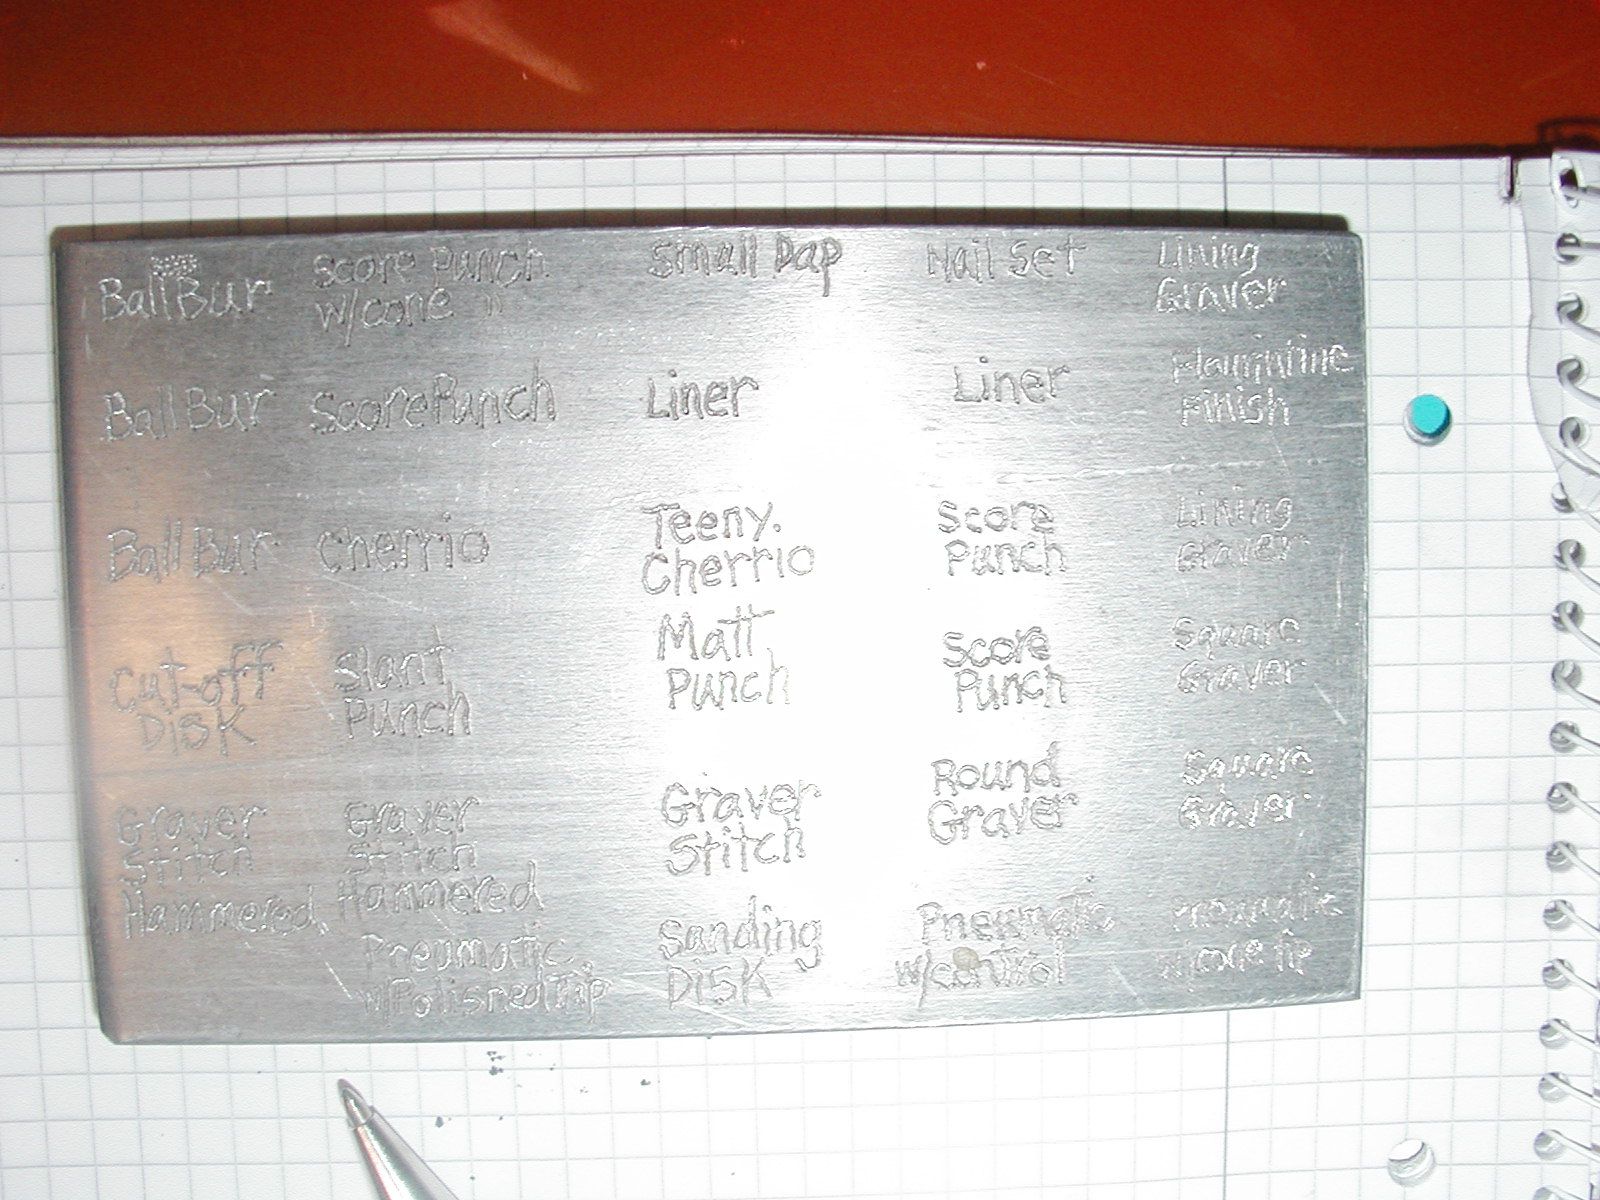 Ball Bur
Score Punch
w/cone "
Small Dap
Nail Set
Lining
Graver
Ball Bur
Score Punch
Liner
Liner
Finish
Ball Bur
Cherrio
Teeny
Cherrio
Score
Punch
Lining
Graver
Cut-off
Disk
Slant
Punch
Matt
Punch
Score
Punch
Square
Graver
Graver
Stitch
Hammered
Graver
Stitch
Hammered
Graver
Stitch
Round
Graver
Square
Graver
Pneumatic
w/Polished Tip
Sanding
Disk
Pneumatic
w/control
Pneumatic
w/cone tip